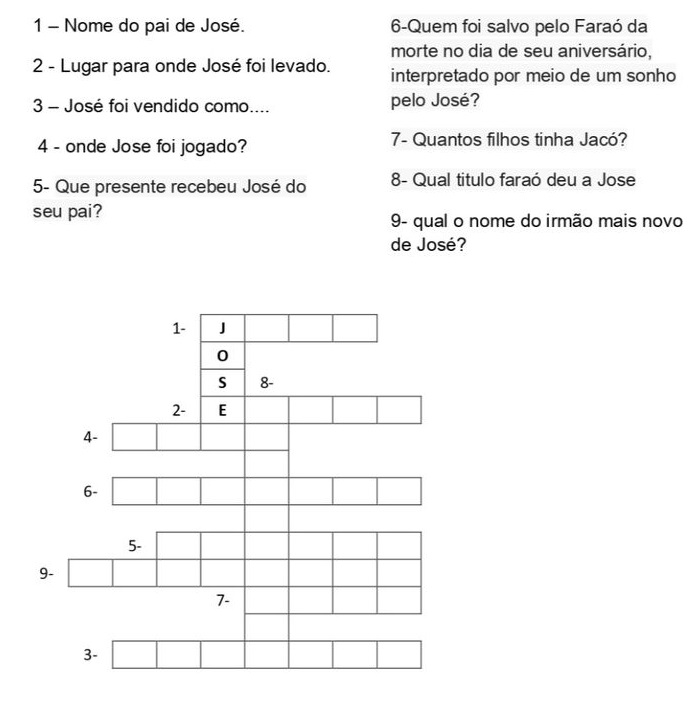 1 – Nome do pai de José.
2 - Lugar para onde José foi levado.
3 – José foi vendido como....
4 - onde Jose foi jogado?
5- Que presente recebeu José do
seu pai?
6-Quem foi salvo pelo Faraó da
morte no dia de seu aniversário,
interpretado por meio de um sonho
pelo José?
7- Quantos filhos tinha Jacó?
8- Qual titulo faraó deu a Jose
9- qual o nome do irmão mais novo
de José?
1- J
O
S 8-
2- E
4-
6-
5-
9-
7-
3-